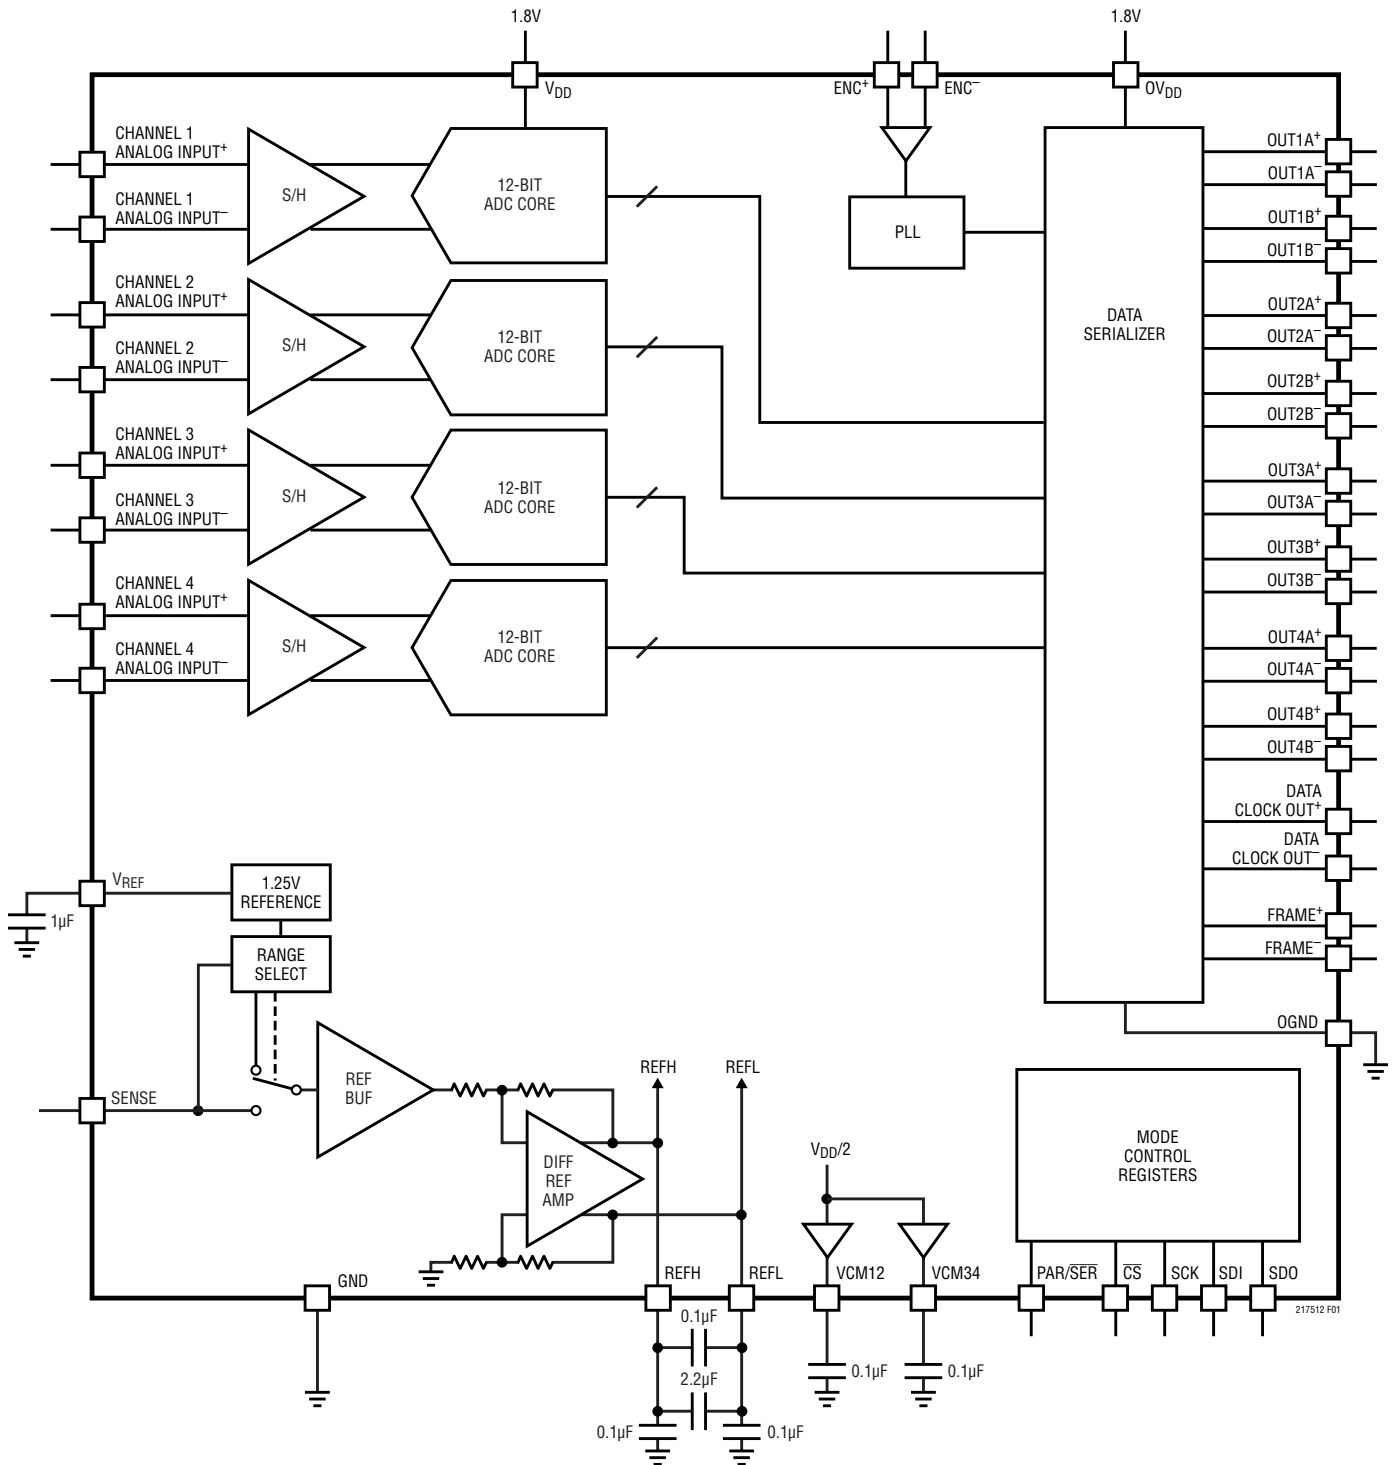 1.8V
1.8V
VDD
ENC+
ENC–
OVDD
CHANNEL 1
ANALOG INPUT+
CHANNEL 1
ANALOG INPUT–
S/H
12-BIT
ADC CORE
CHANNEL 2
ANALOG INPUT+
CHANNEL 2
ANALOG INPUT–
S/H
12-BIT
ADC CORE
CHANNEL 3
ANALOG INPUT+
CHANNEL 3
ANALOG INPUT–
S/H
12-BIT
ADC CORE
CHANNEL 4
ANALOG INPUT+
CHANNEL 4
ANALOG INPUT–
S/H
12-BIT
ADC CORE
PLL
DATA
SERIALIZER
OUT1A+
OUT1A–
OUT1B+
OUT1B–
OUT2A+
OUT2A–
OUT2B+
OUT2B–
OUT3A+
OUT3A–
OUT3B+
OUT3B–
OUT4A+
OUT4A–
OUT4B+
OUT4B–
DATA
CLOCK OUT+
DATA
CLOCK OUT–
FRAME+
FRAME–
OGND
VREF
1µF
1.25V
REFERENCE
RANGE
SELECT
SENSE
REF
BUF
DIFF
REF
AMP
REFH
REFL
VDD/2
MODE
CONTROL
REGISTERS
GND
REFH
REFL
VCM12
VCM34
PAR/SER
CS
SCK
SDI
SDO
217512 F01
0.1µF
2.2µF
0.1µF
0.1µF
0.1µF
0.1µF